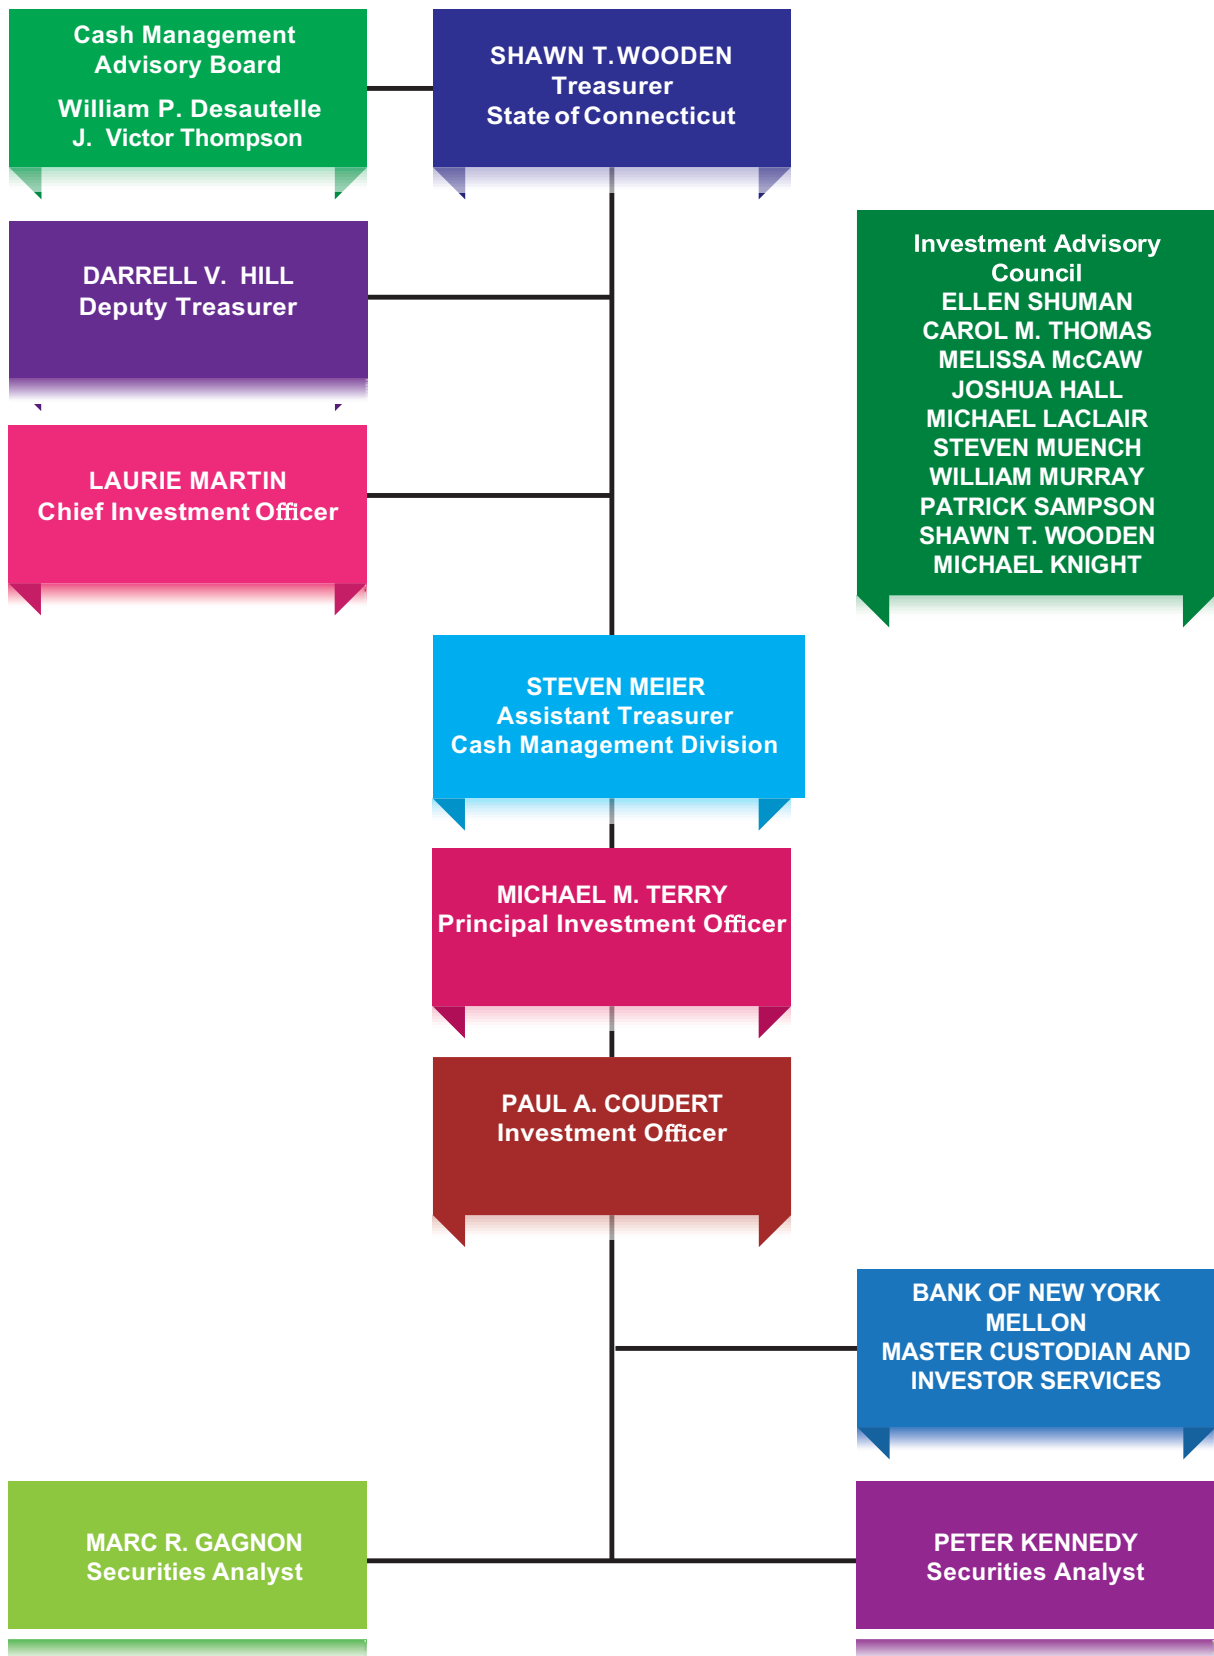 Cash Management
Advisory Board
William P. Desautelle
J. Victor Thompson
SHAWN T. WOODEN
Treasurer
State of Connecticut
DARRELL V. HILL
Deputy Treasurer
Investment Advisory
Council
ELLEN SHUMAN
CAROL M. THOMAS
MELISSA McCAW
JOSHUA HALL
MICHAEL LACLAIR
STEVEN MUENCH
WILLIAM MURRAY
PATRICK SAMPSON
SHAWN T. WOODEN
MICHAEL KNIGHT
LAURIE MARTIN
Chief Investment Officer
STEVEN MEIER
Assistant Treasurer
Cash Management Division
MICHAEL M. TERRY
Principal Investment Officer
PAUL A. COUDERT
Investment Officer
BANK OF NEW YORK
MELLON
MASTER CUSTODIAN AND
INVESTOR SERVICES
MARC R. GAGNON
Securities Analyst
PETER KENNEDY
Securities Analyst